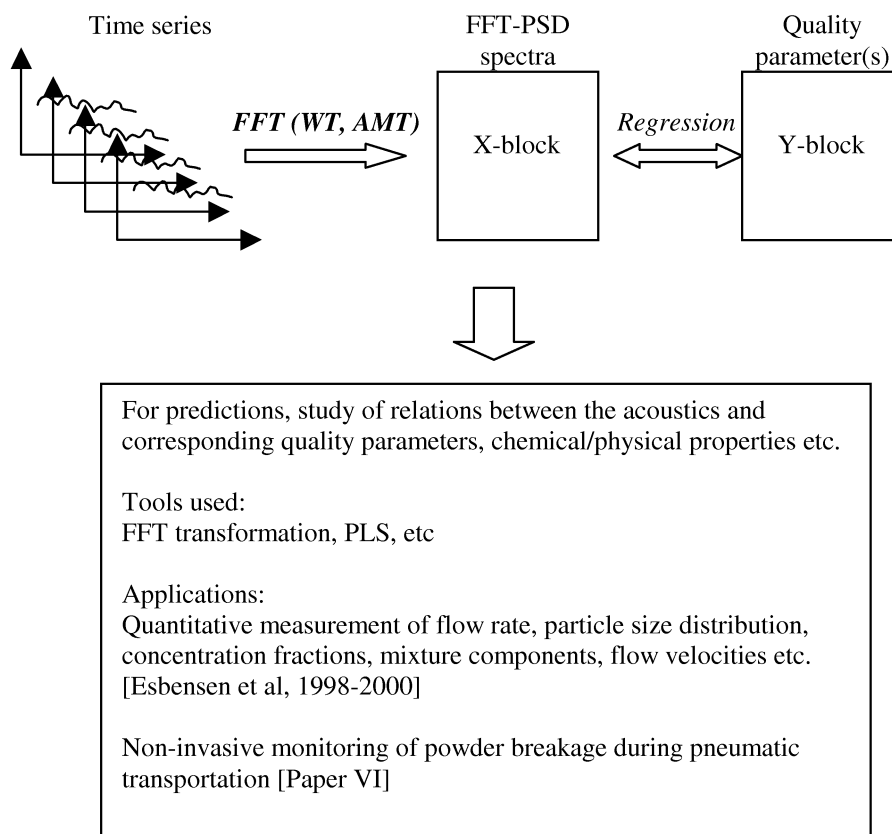 Time series
FFT-PSD
spectra
Quality
parameter(s)
FFT (WT, AMT)
X-block
Regression
Y-block
For predictions, study of relations between the acoustics and
corresponding quality parameters, chemical/physical properties etc.
Tools used:
FFT transformation, PLS, etc
Applications:
Quantitative measurement of flow rate, particle size distribution,
concentration fractions, mixture components, flow velocities etc.
[Esbensen et al, 1998-2000]
Non-invasive monitoring of powder breakage during pneumatic
transportation [Paper VI]